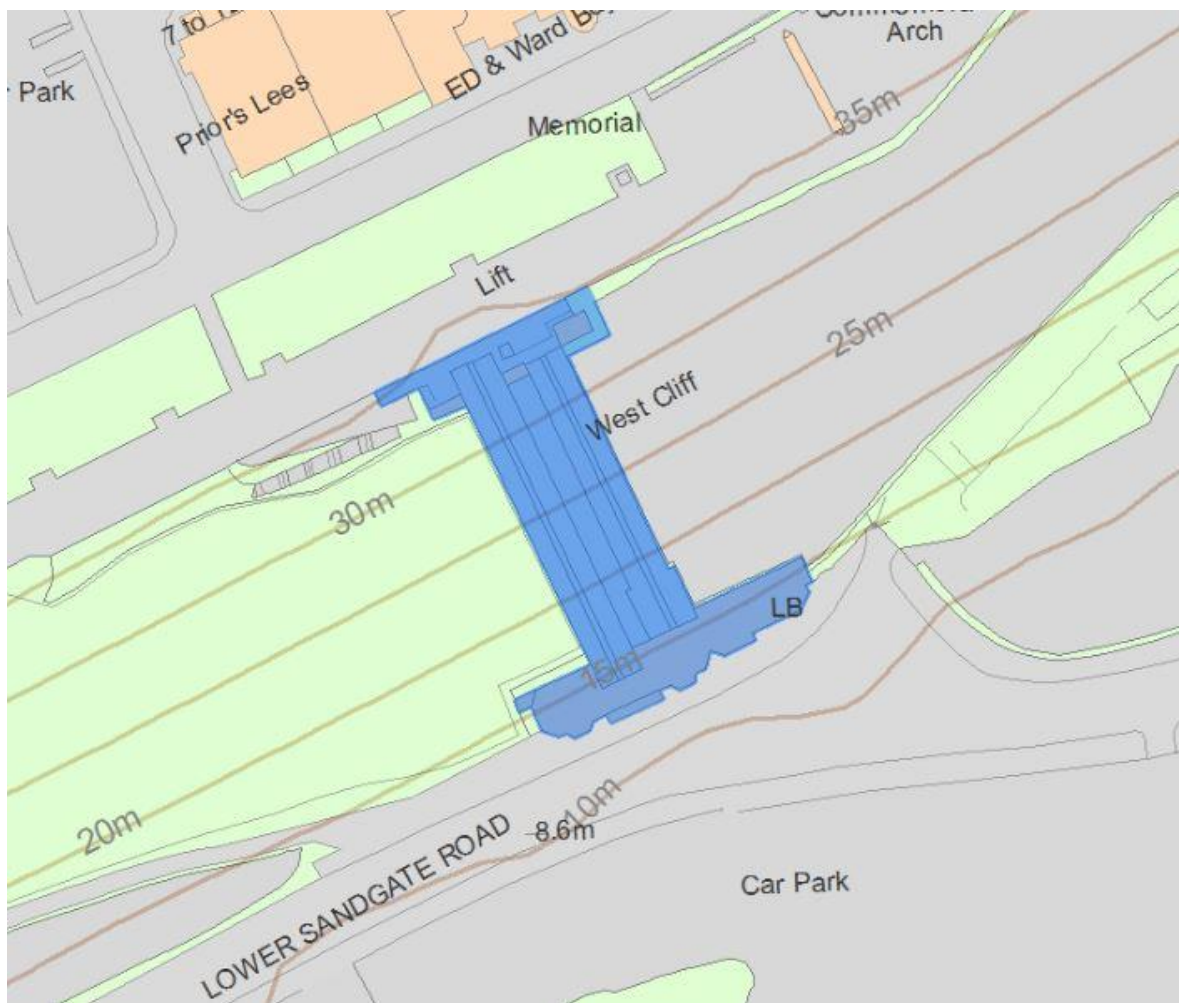 7 to
ED & Ward
Arch
Park
Prior's Lees
Memorial
35m
Lift
25m
West Cliff
30m
LB
15m
20m
10m
8.6m
LOWER SANDGATE ROAD
Car Park